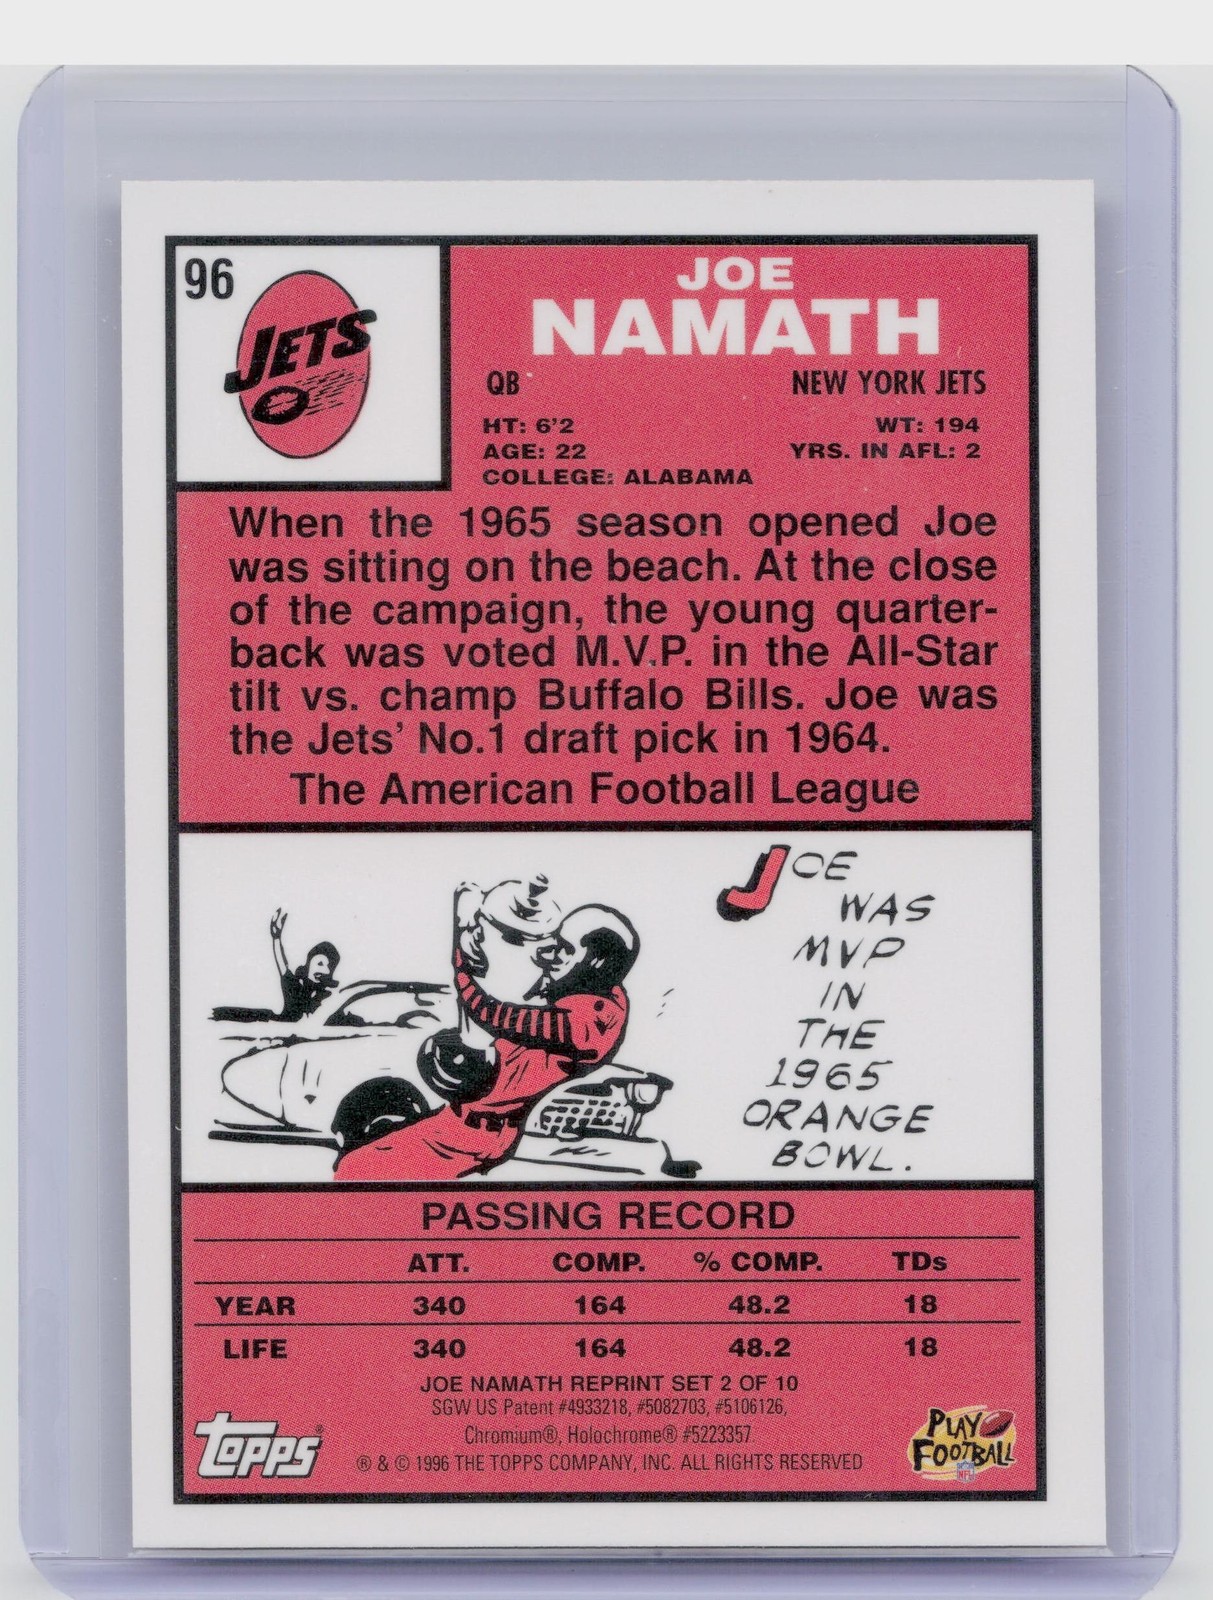 96
JETS
JOE
NAMATH
QB NEW YORK JETS
HT: 6'2 WT: 194
AGE: 22 YRS. IN AFL: 2
COLLEGE: ALABAMA
When the 1965 season opened Joe
was sitting on the beach. At the close
of the campaign, the young quarter-
back was voted M.V.P. in the All-Star
tilt vs. champ Buffalo Bills. Joe was
the Jets' No.1 draft pick in 1964.
The American Football League
JOE
WAS
MVP
IN
THE
1965
ORANGE
BOWL.
PASSING RECORD
ATT. COMP. % COMP. TDs
YEAR 340 164 48.2 18
LIFE 340 164 48.2 18
JOE NAMATH REPRINT SET 2 OF 10
SGW US Patent #4933218, #5082703, #5106126,
Chromium®, Holochrome® #5223357
® & © 1996 THE TOPPS COMPANY, INC. ALL RIGHTS RESERVED
TOPPS®
PLAY
FOOTBALL
NFL